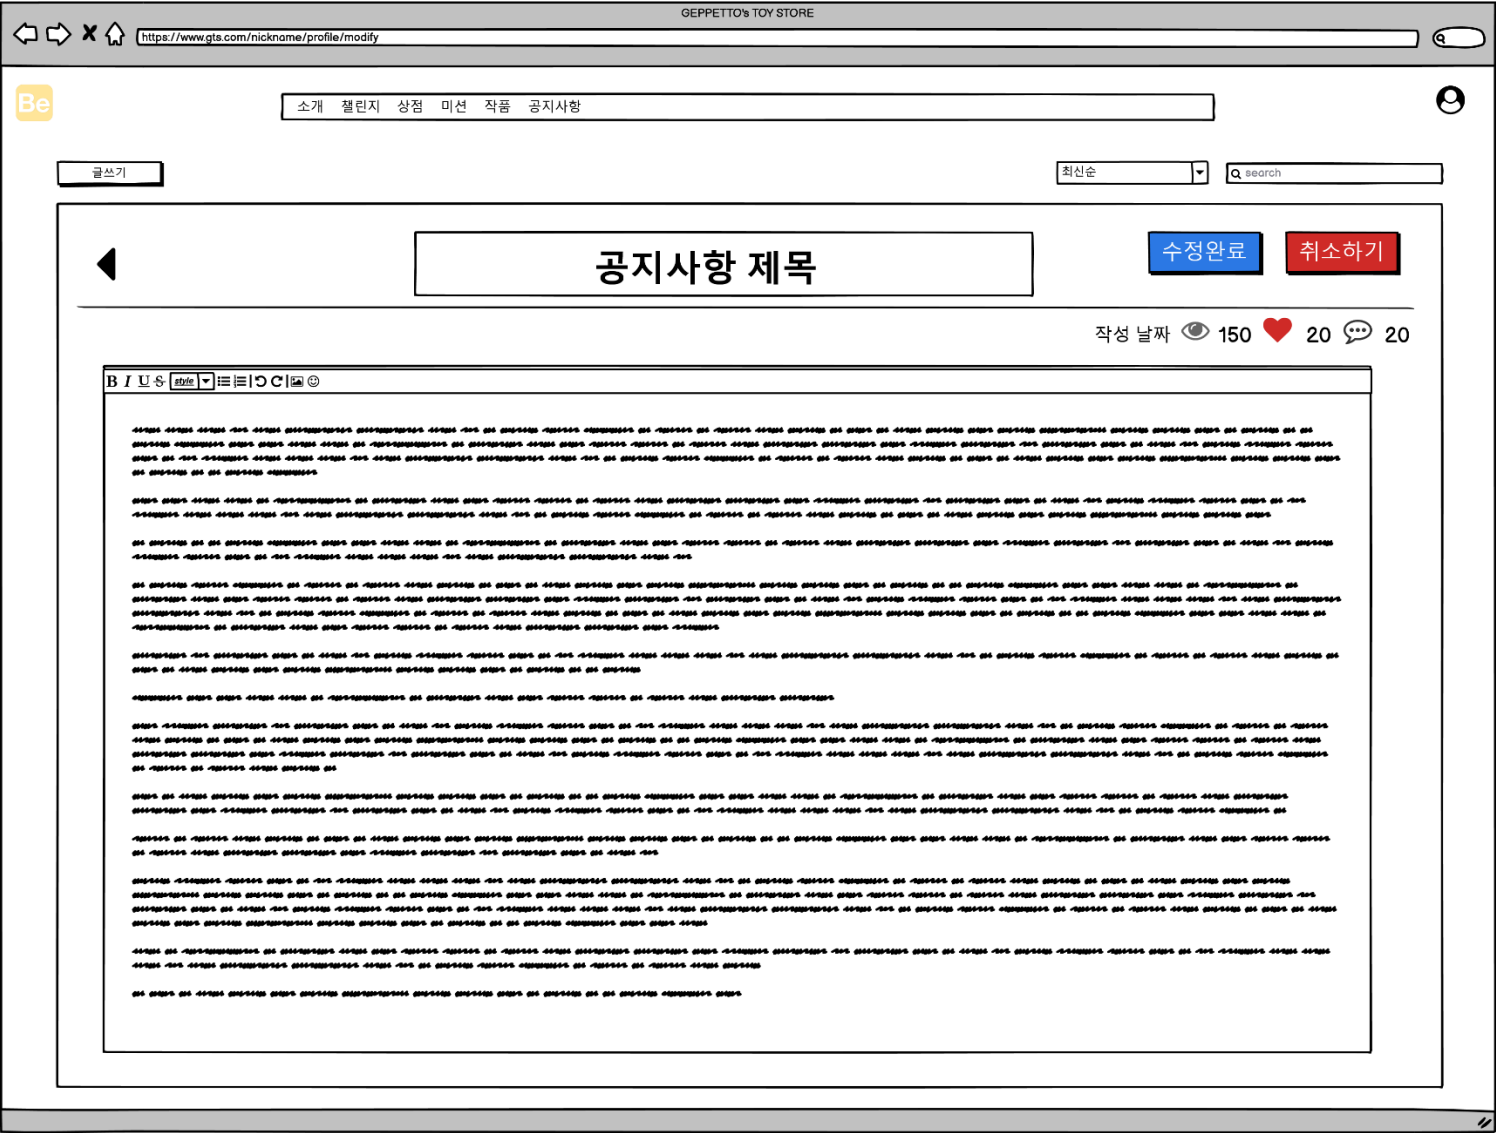 GEPPETTO's TOY STORE
https://www.gts.com/nickname/profile/modify
Be
소개 챌린지 상점 미션 작품 공지사항
글쓰기
최신순
search
공지사항 제목
수정완료
취소하기
작성 날짜 150 20 20
B I U S style